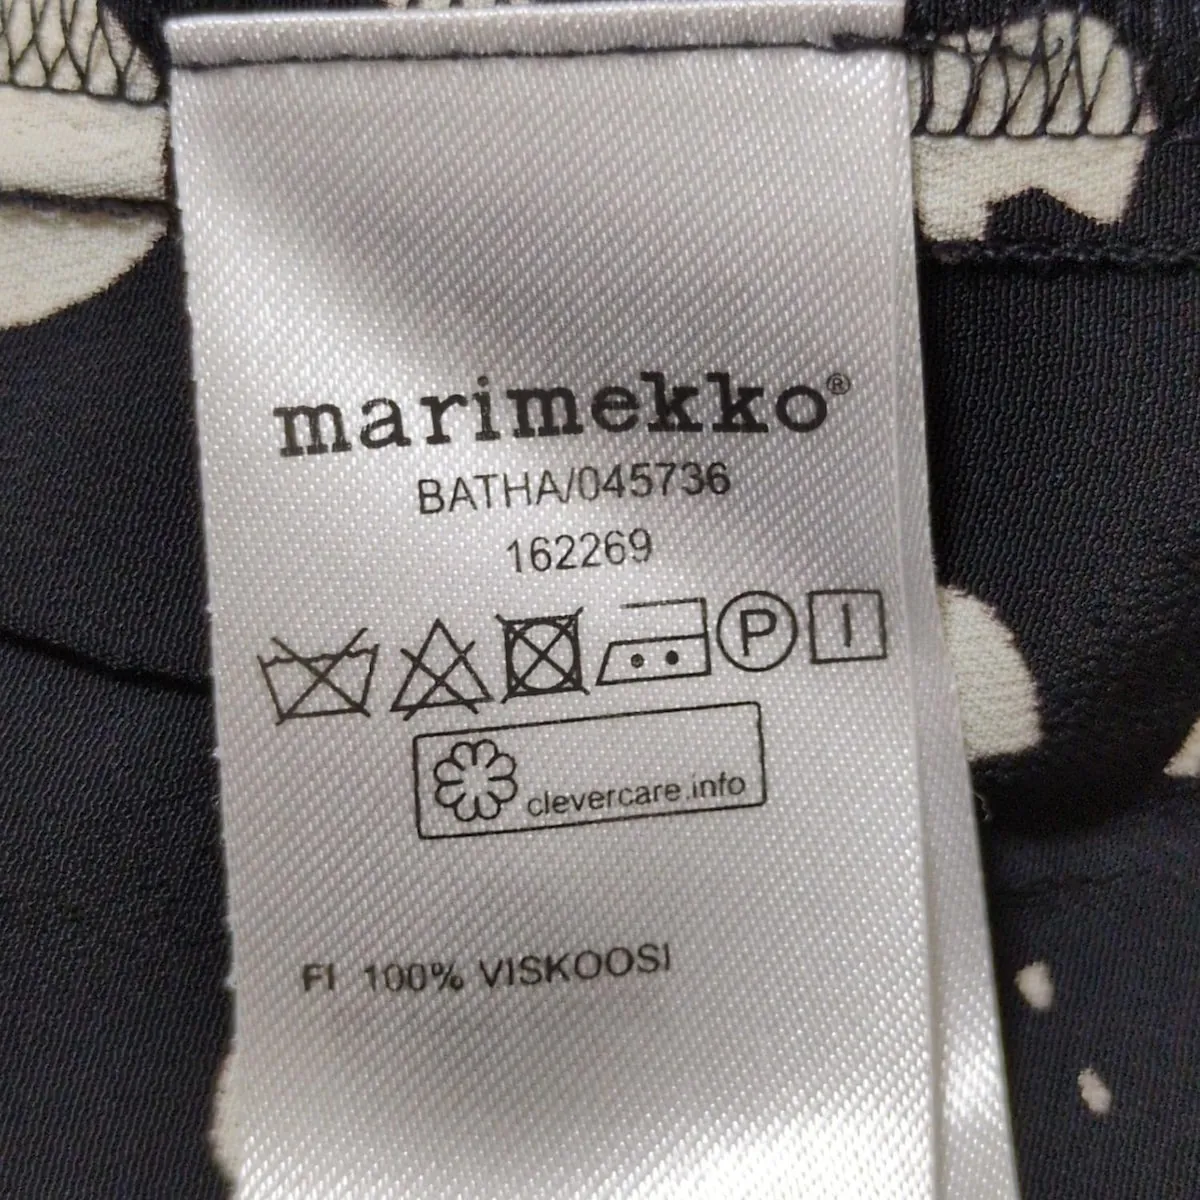 marimekko®
BATHA/045736
162269
P I
clevercare.info
FI 100% VISKOOSI